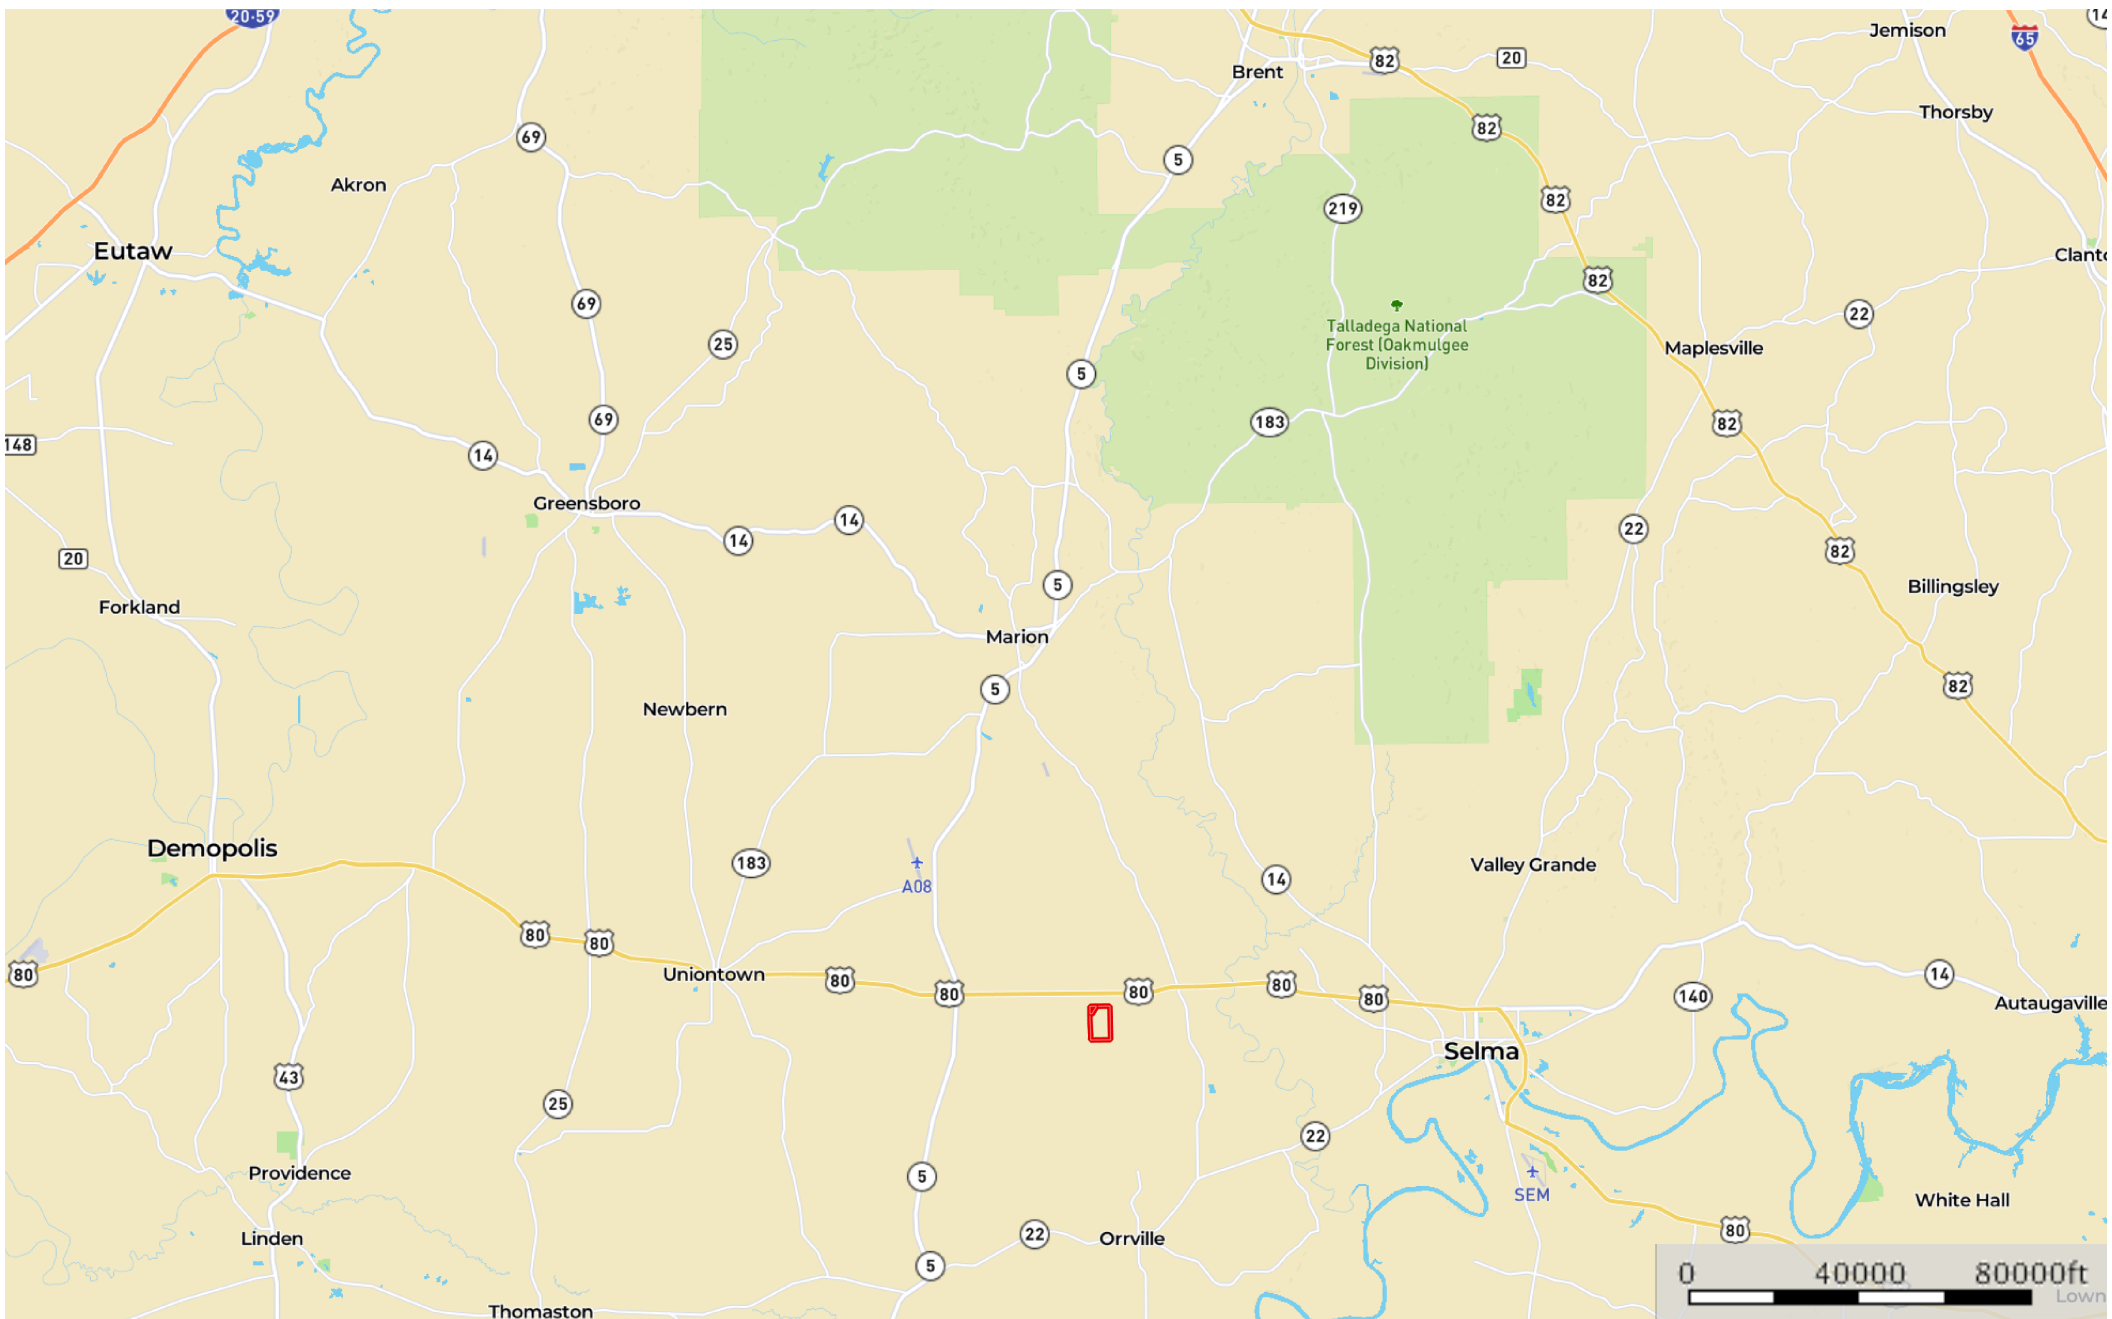 20-59
14
Jemison
65
82
20
Brent
Thorsby
82
69
5
Akron
82
219
Eutaw
Clanto
82
69
22
Talladega National
Forest (Oakmulgee
Division)
25
Maplesville
5
69
183
82
148
14
Greensboro
14
14
22
82
20
5
Billingsley
Forkland
Marion
5
82
Newbern
Demopolis
183
A08
14
Valley Grande
80
80
80
Uniontown
80
80
80
80
80
140
14
Autaugaville
Selma
43
25
22
Providence
5
SEM
White Hall
Linden
22
Orrville
80
5
0 40000 80000ft
Lown
Thomaston